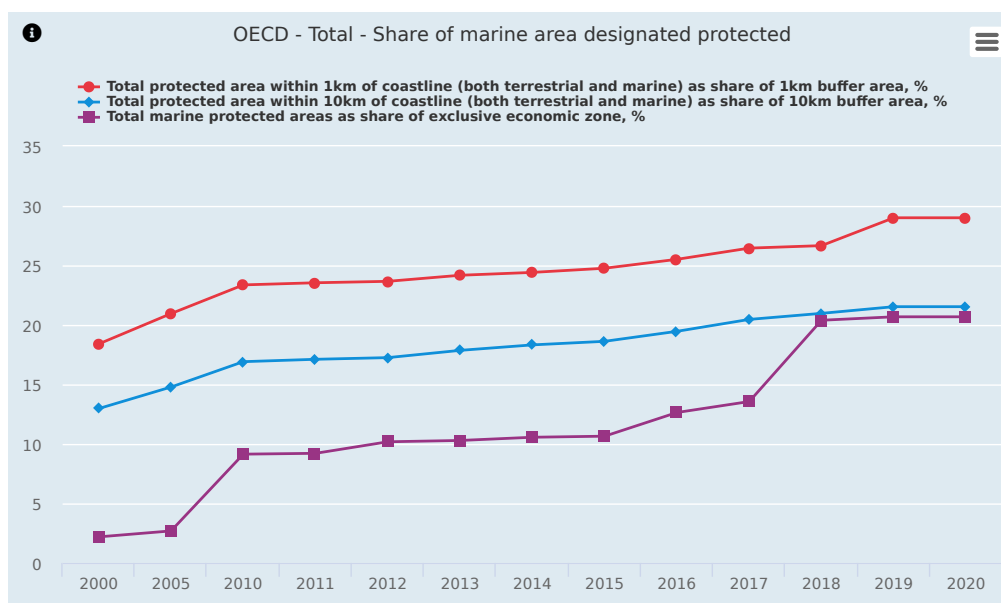 OECD - Total - Share of marine area designated protected
Total protected area within 1km of coastline (both terrestrial and marine) as share of 1km buffer area, %
Total protected area within 10km of coastline (both terrestrial and marine) as share of 10km buffer area, %
Total marine protected areas as share of exclusive economic zone, %
35
30
25
20
15
10
5
0
2000 2005 2010 2011 2012 2013 2014 2015 2016 2017 2018 2019 2020